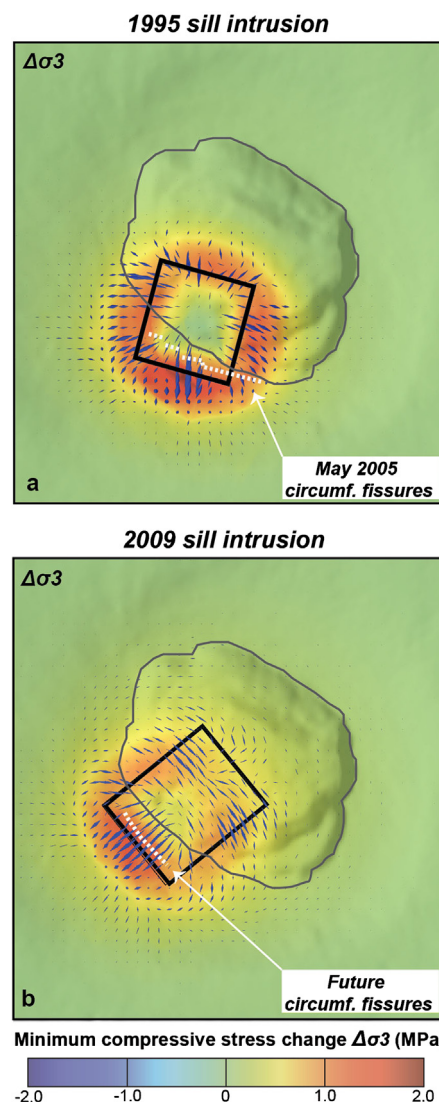 1995 sill intrusion
Δσ3
May 2005
circumf. fissures
a
2009 sill intrusion
Δσ3
Future
circumf. fissures
b
Minimum compressive stress change Δσ3 (MPa
-2.0 -1.0 0 1.0 2.0